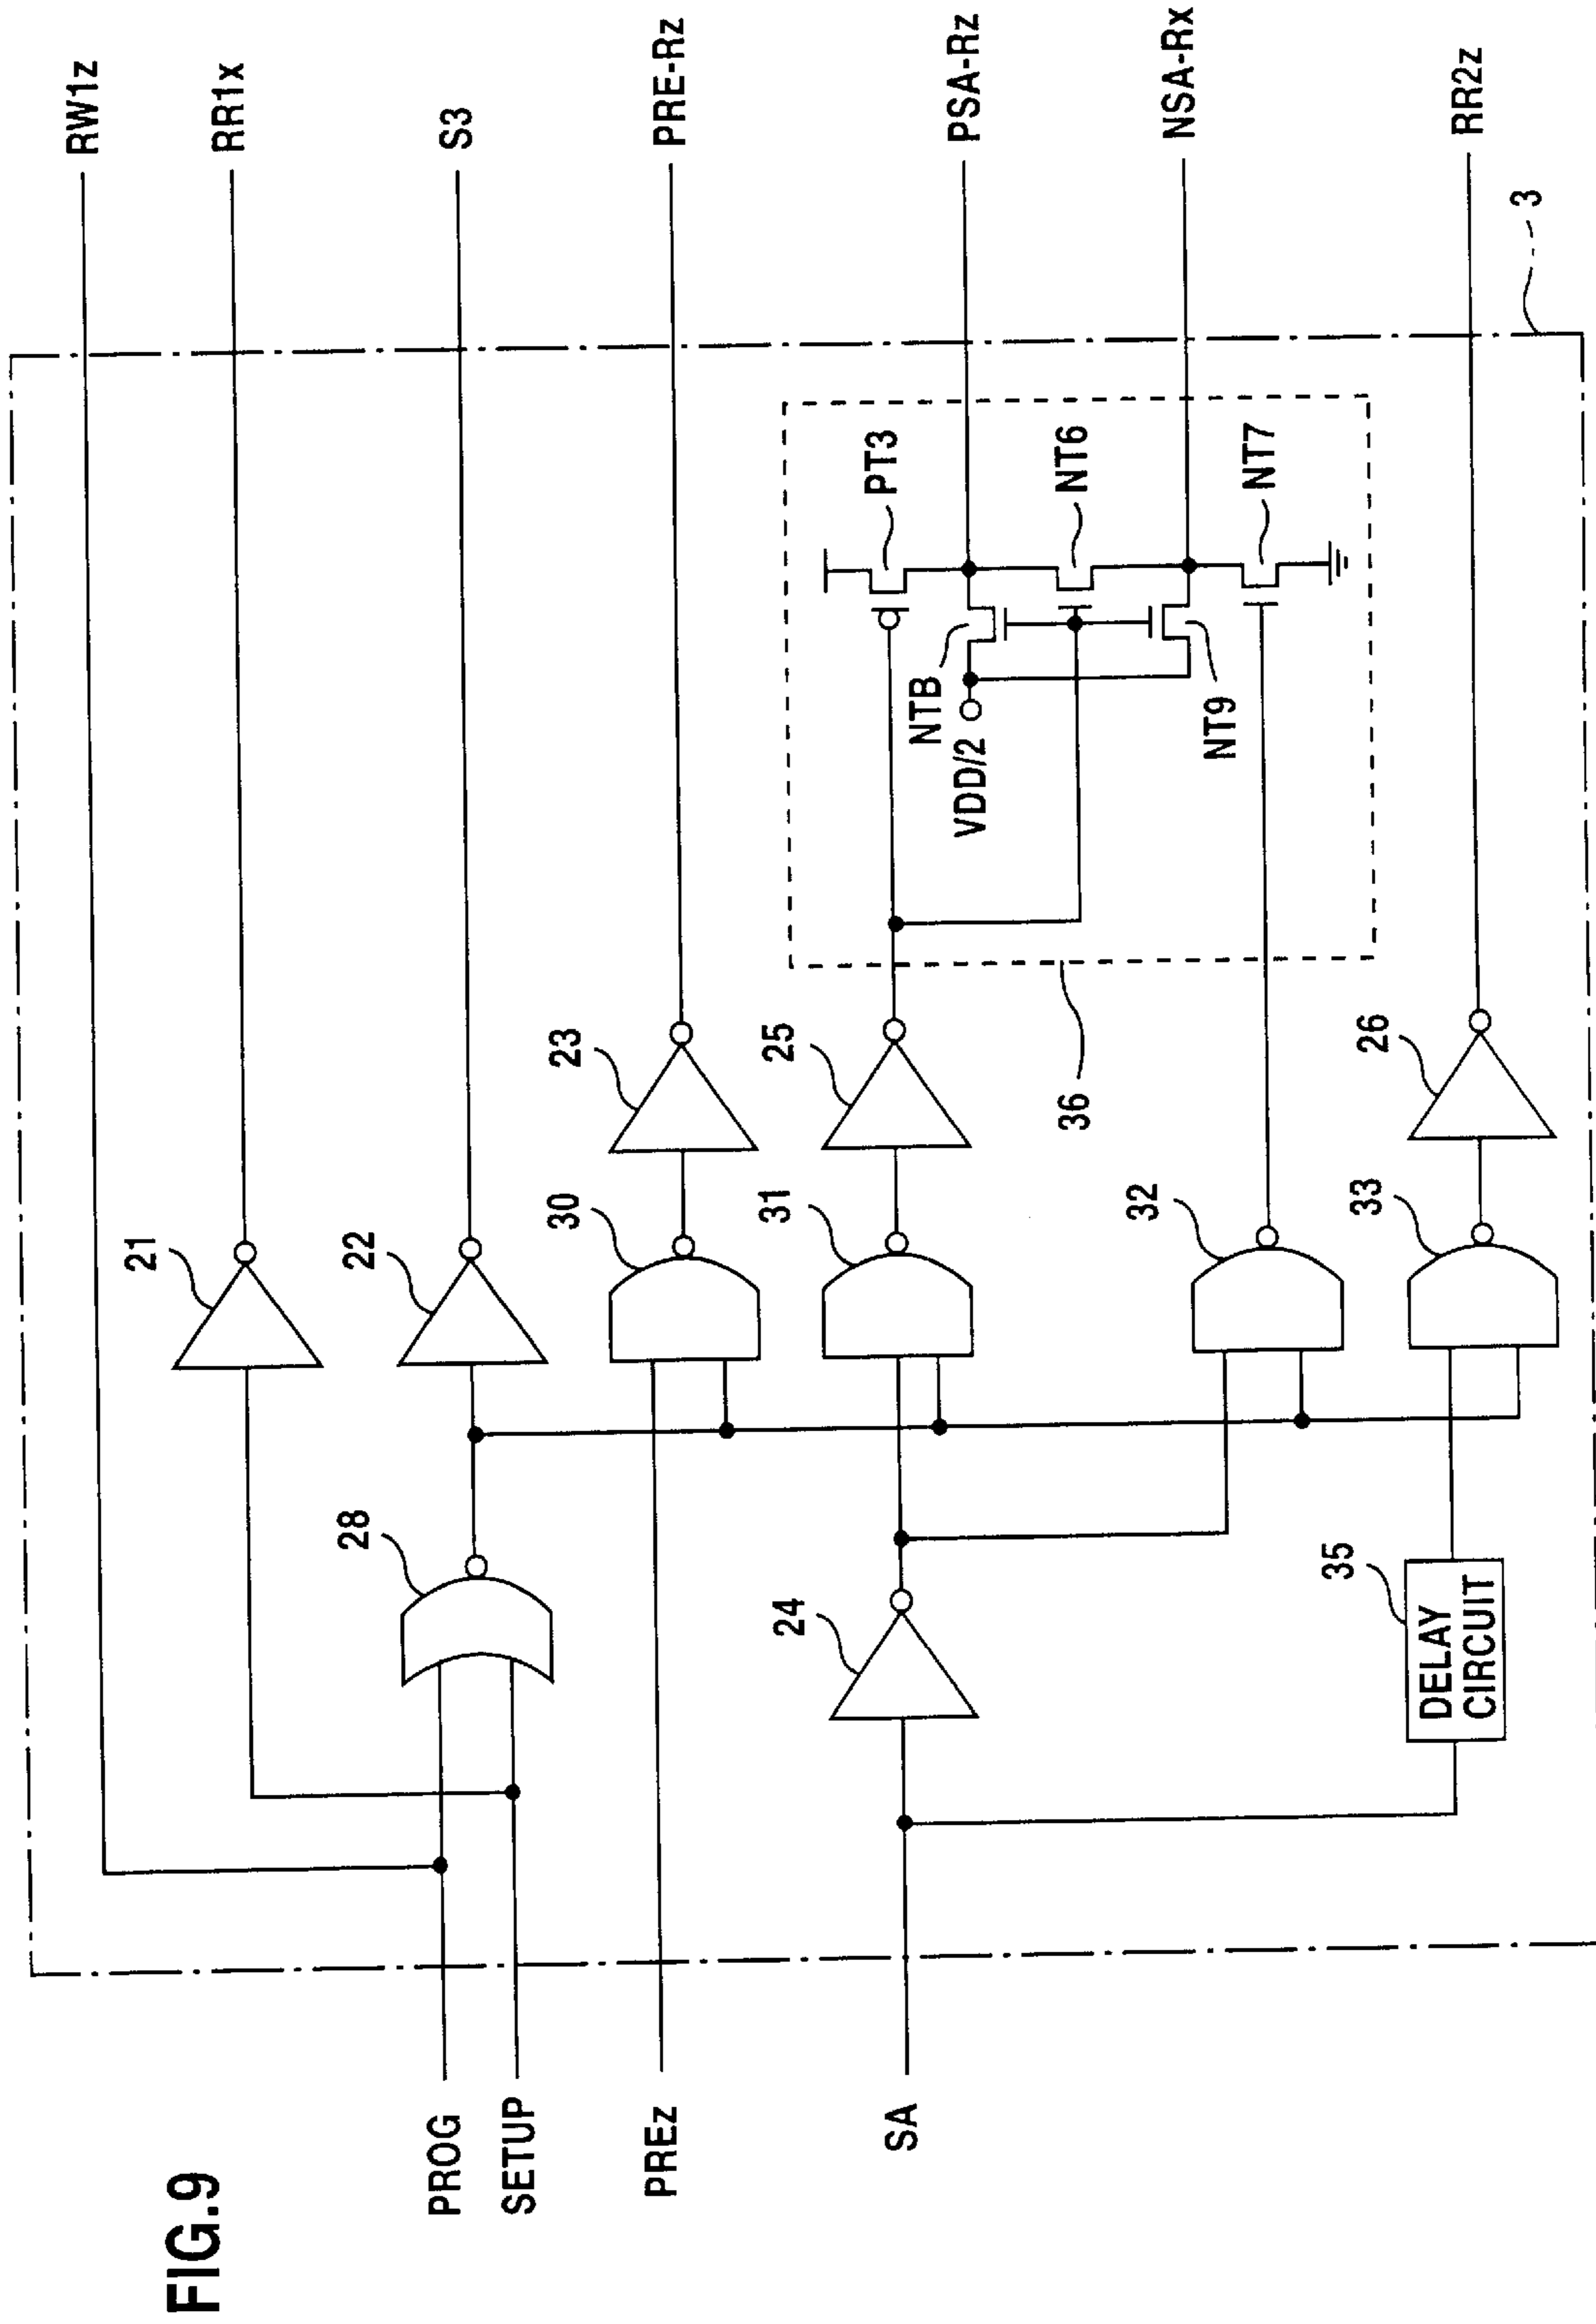 FIG.9
PROG
SETUP
PREz
SA
28
24
DELAY
CIRCUIT
35
21
22
30
31
32
33
23
25
26
36
VDD/2
NTB
NT9
PT3
NT6
NT7
3
RW1z
RR1x
S3
PRE-Rz
PSA-Rz
NSA-Rx
RR2z